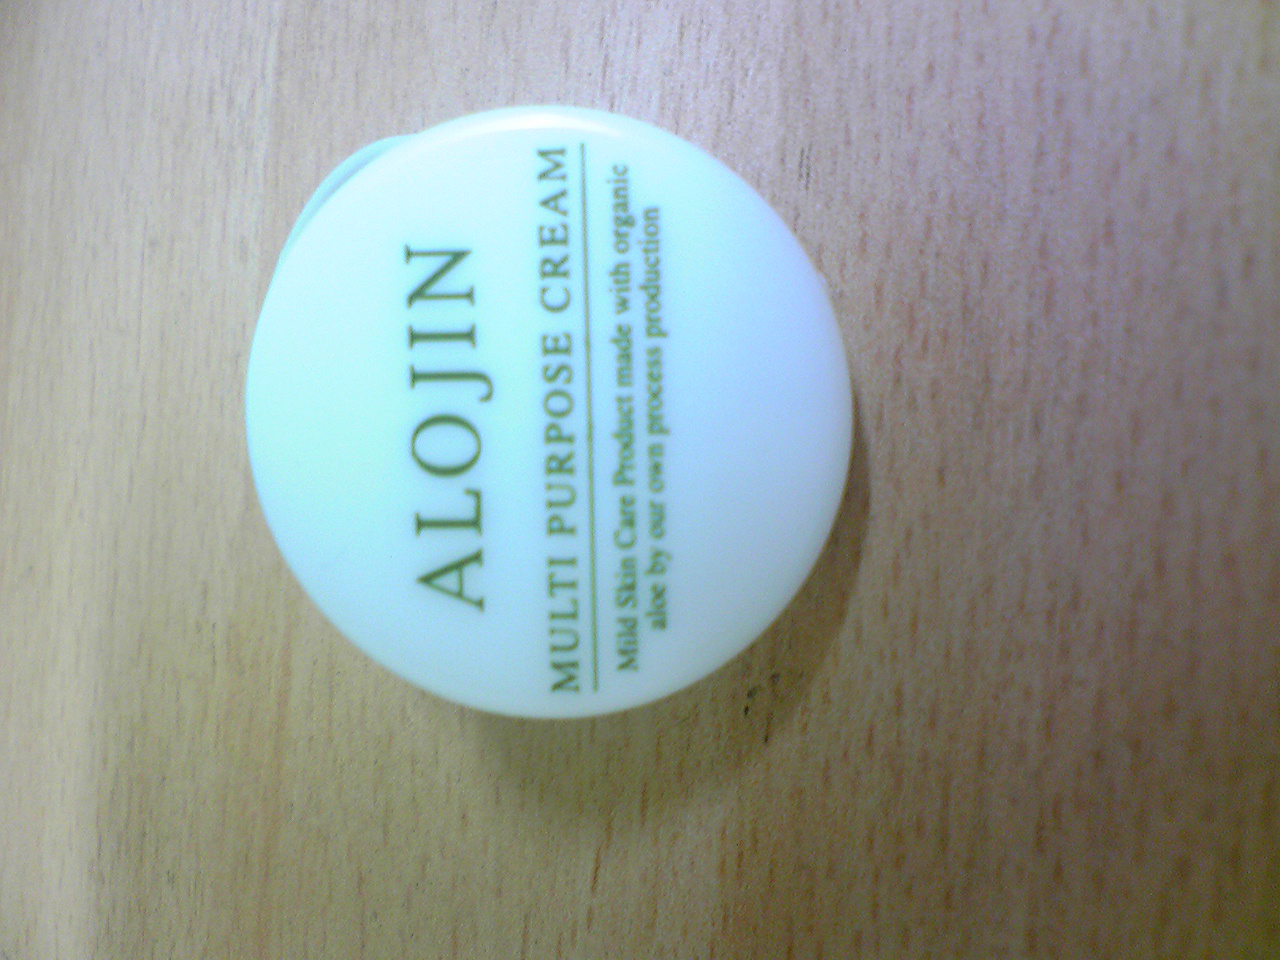 ALOJIN
MULTI PURPOSE CREAM
Mild Skin Care Product made with organic
aloe by our own process production